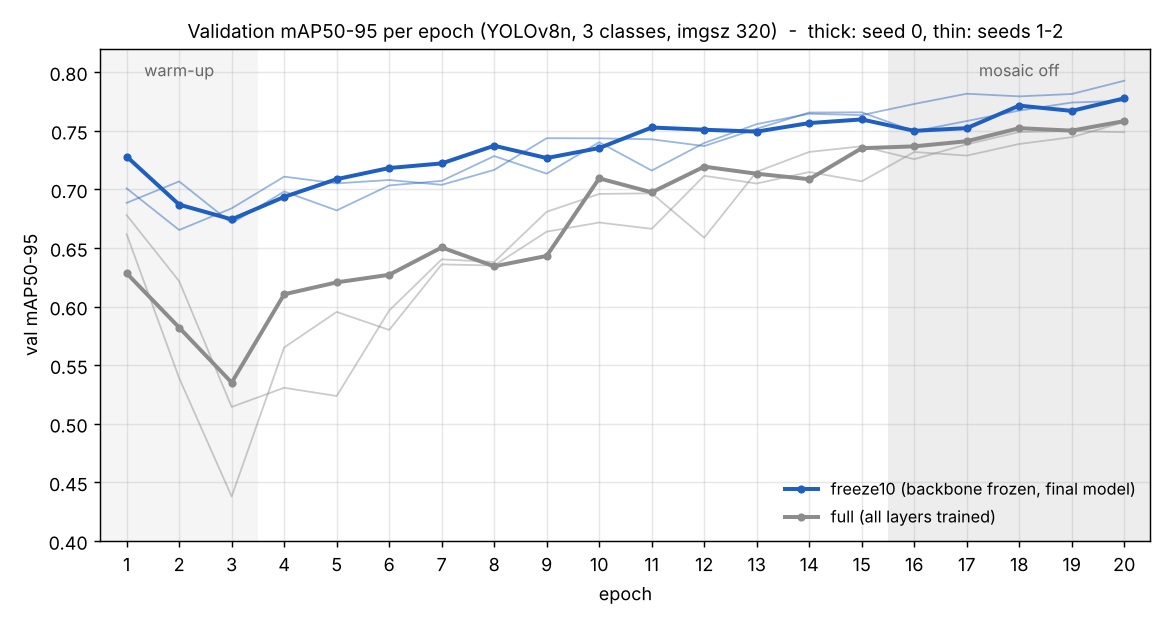 Validation mAP50-95 per epoch (YOLOv8n, 3 classes, imgsz 320)  -  thick: seed 0, thin: seeds 1-2
warm-up
mosaic off
0.80
0.75
0.70
0.65
0.60
0.55
0.50
0.45
0.40
val mAP50-95
freeze10 (backbone frozen, final model)
full (all layers trained)
1 2 3 4 5 6 7 8 9 10 11 12 13 14 15 16 17 18 19 20
epoch